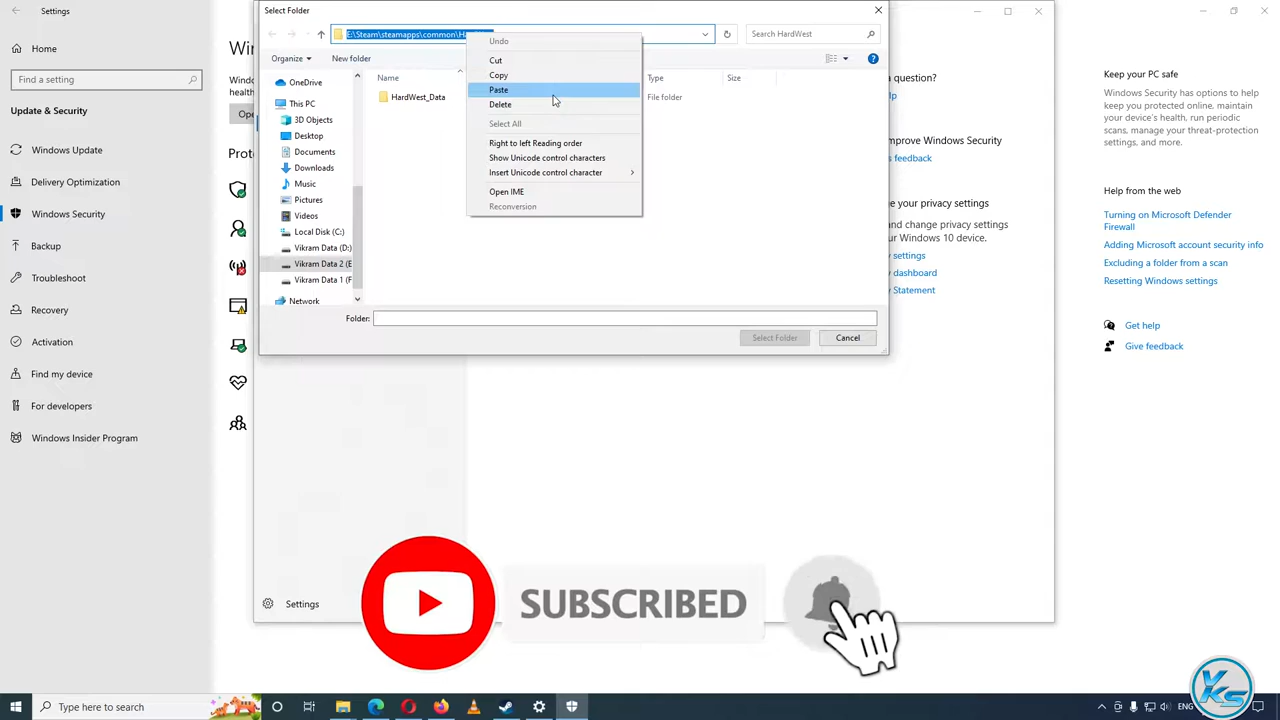 Settings
Home
Find a setting
Update & Security
Windows Update
Delivery Optimization
Windows Security
Backup
Troubleshoot
Recovery
Activation
Find my device
For developers
Windows Insider Program
Select Folder
E:\Steam\steamapps\common\
Search HardWest
Organize
New folder
Name
Type
Size
HardWest_Data
File folder
OneDrive
This PC
3D Objects
Desktop
Documents
Downloads
Music
Pictures
Videos
Local Disk (C:)
Vikram Data (D:)
Vikram Data 2 (E
Vikram Data 1 (F
Network
Undo
Cut
Copy
Paste
Delete
Select All
Right to left Reading order
Show Unicode control characters
Insert Unicode control character
Open IME
Reconversion
Folder:
Select Folder
Cancel
Settings
a question?
lp
mprove Windows Security
s feedback
e your privacy settings
and change privacy settings
ur Windows 10 device.
y settings
y dashboard
y Statement
Keep your PC safe
Windows Security has options to
help keep you protected online,
maintain
your device's health, run periodic
scans, manage your threat-protection
settings, and more.
Help from the web
Turning on Microsoft Defender
Firewall
Adding Microsoft account security info
Excluding a folder from a scan
Resetting Windows settings
Get help
Give feedback
SUBSCRIBED
KS
Type here to search
ENG